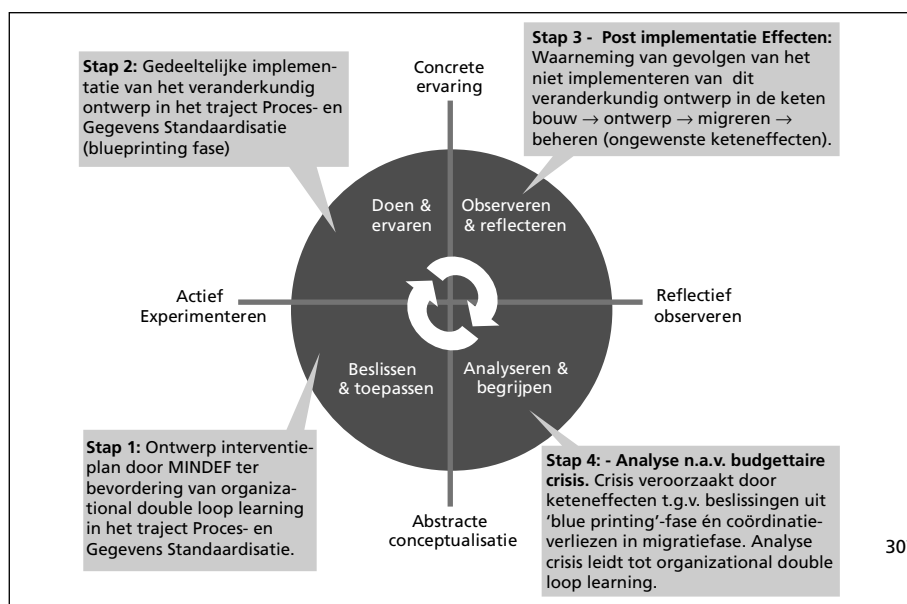 Stap 2: Gedeeltelijke implemen-
tatie van het veranderkundig
ontwerp in het traject Proces- en
Gegevens Standaardisatie
(blueprinting fase)
Concrete
ervaring
Stap 3 - Post implementatie Effecten:
Waarneming van gevolgen van het
niet implementeren van dit
veranderkundig ontwerp in de keten
bouw → ontwerp → migreren →
beheren (ongewenste keteneffecten).
Doen &
ervaren
Observeren
& reflecteren
Actief
Experimenteren
Reflectief
observeren
Beslissen
& toepassen
Analyseren &
begrijpen
Stap 1: Ontwerp interventie-
plan door MINDEF ter
bevordering van organiza-
tional double loop learning
in het traject Proces- en
Gegevens Standaardisatie.
Abstracte
conceptualisatie
Stap 4: - Analyse n.a.v. budgettaire
crisis. Crisis veroorzaakt door
keteneffecten t.g.v. beslissingen uit
‘blue printing’-fase én coördinatie-
verliezen in migratiefase. Analyse
crisis leidt tot organizational double
loop learning.
30